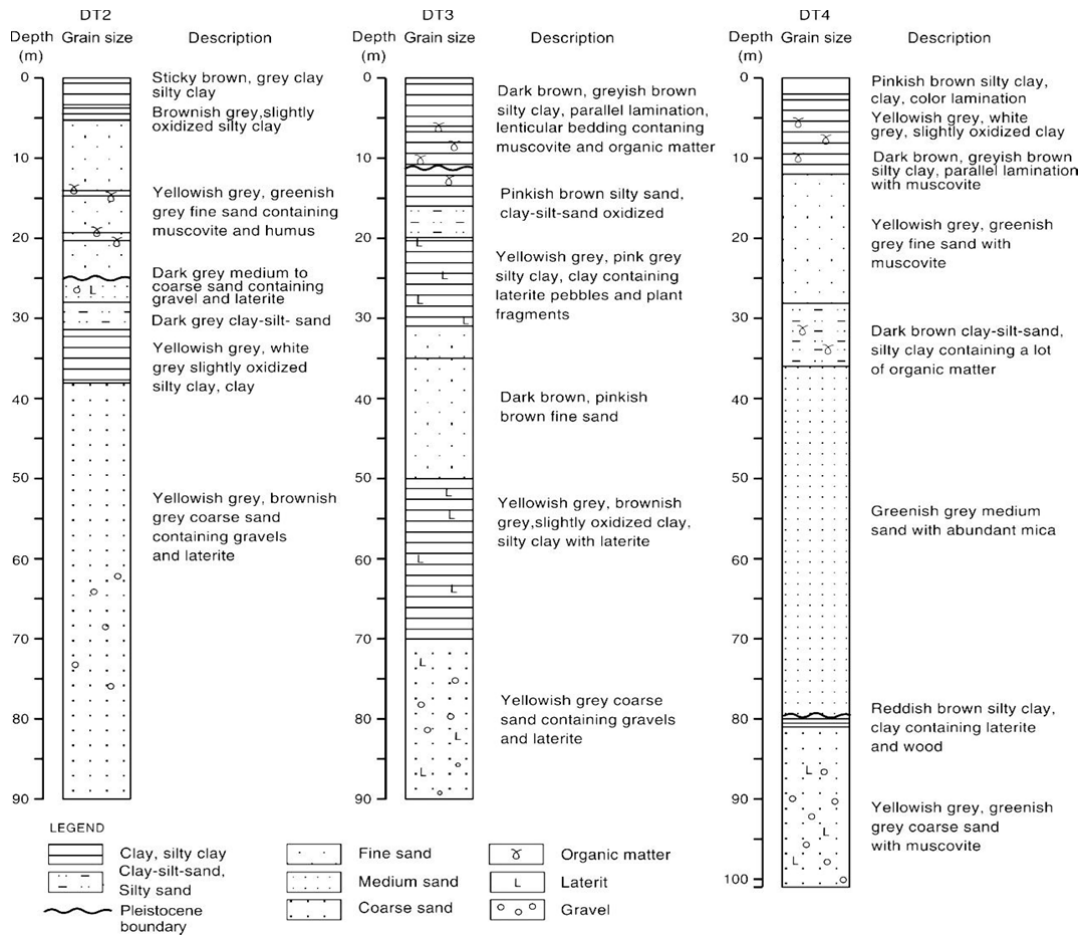 DT2
Depth
(m)
Grain size
Description
0
10
20
30
40
50
60
70
80
90
Sticky brown, grey clay
silty clay
Brownish grey,slightly
oxidized silty clay
Yellowish grey, greenish
grey fine sand containing
muscovite and humus
Dark grey medium to
coarse sand containing
gravel and laterite
Dark grey clay-silt- sand
Yellowish grey, white
grey slightly oxidized
silty clay, clay
Yellowish grey, brownish
grey coarse sand
containing gravels
and laterite
L
DT3
Depth
(m)
Grain size
Description
0
10
20
30
40
50
60
70
80
90
Dark brown, greyish brown
silty clay, parallel lamination,
lenticular bedding contaning
muscovite and organic matter
Pinkish brown silty sand,
clay-silt-sand oxidized
Yellowish grey, pink grey
silty clay, clay containing
laterite pebbles and plant
fragments
Dark brown, pinkish
brown fine sand
Yellowish grey, brownish
grey,slightly oxidized clay,
silty clay with laterite
Yellowish grey coarse
sand containing gravels
and laterite
L
L
L
L
L
L
L
L
L
L
L
DT4
Depth
(m)
Grain size
Description
0
10
20
30
40
50
60
70
80
90
100
Pinkish brown silty clay,
clay, color lamination
Yellowish grey, white
grey, slightly oxidized clay
Dark brown, greyish brown
silty clay, parallel lamination
with muscovite
Yellowish grey, greenish
grey fine sand with
muscovite
Dark brown clay-silt-sand,
silty clay containing a lot
of organic matter
Greenish grey medium
sand with abundant mica
Reddish brown silty clay,
clay containing laterite
and wood
Yellowish grey, greenish
grey coarse sand
with muscovite
L
L
L
LEGEND
Clay, silty clay
Clay-silt-sand,
Silty sand
Pleistocene
boundary
Fine sand
Medium sand
Coarse sand
Organic matter
L
Laterit
Gravel